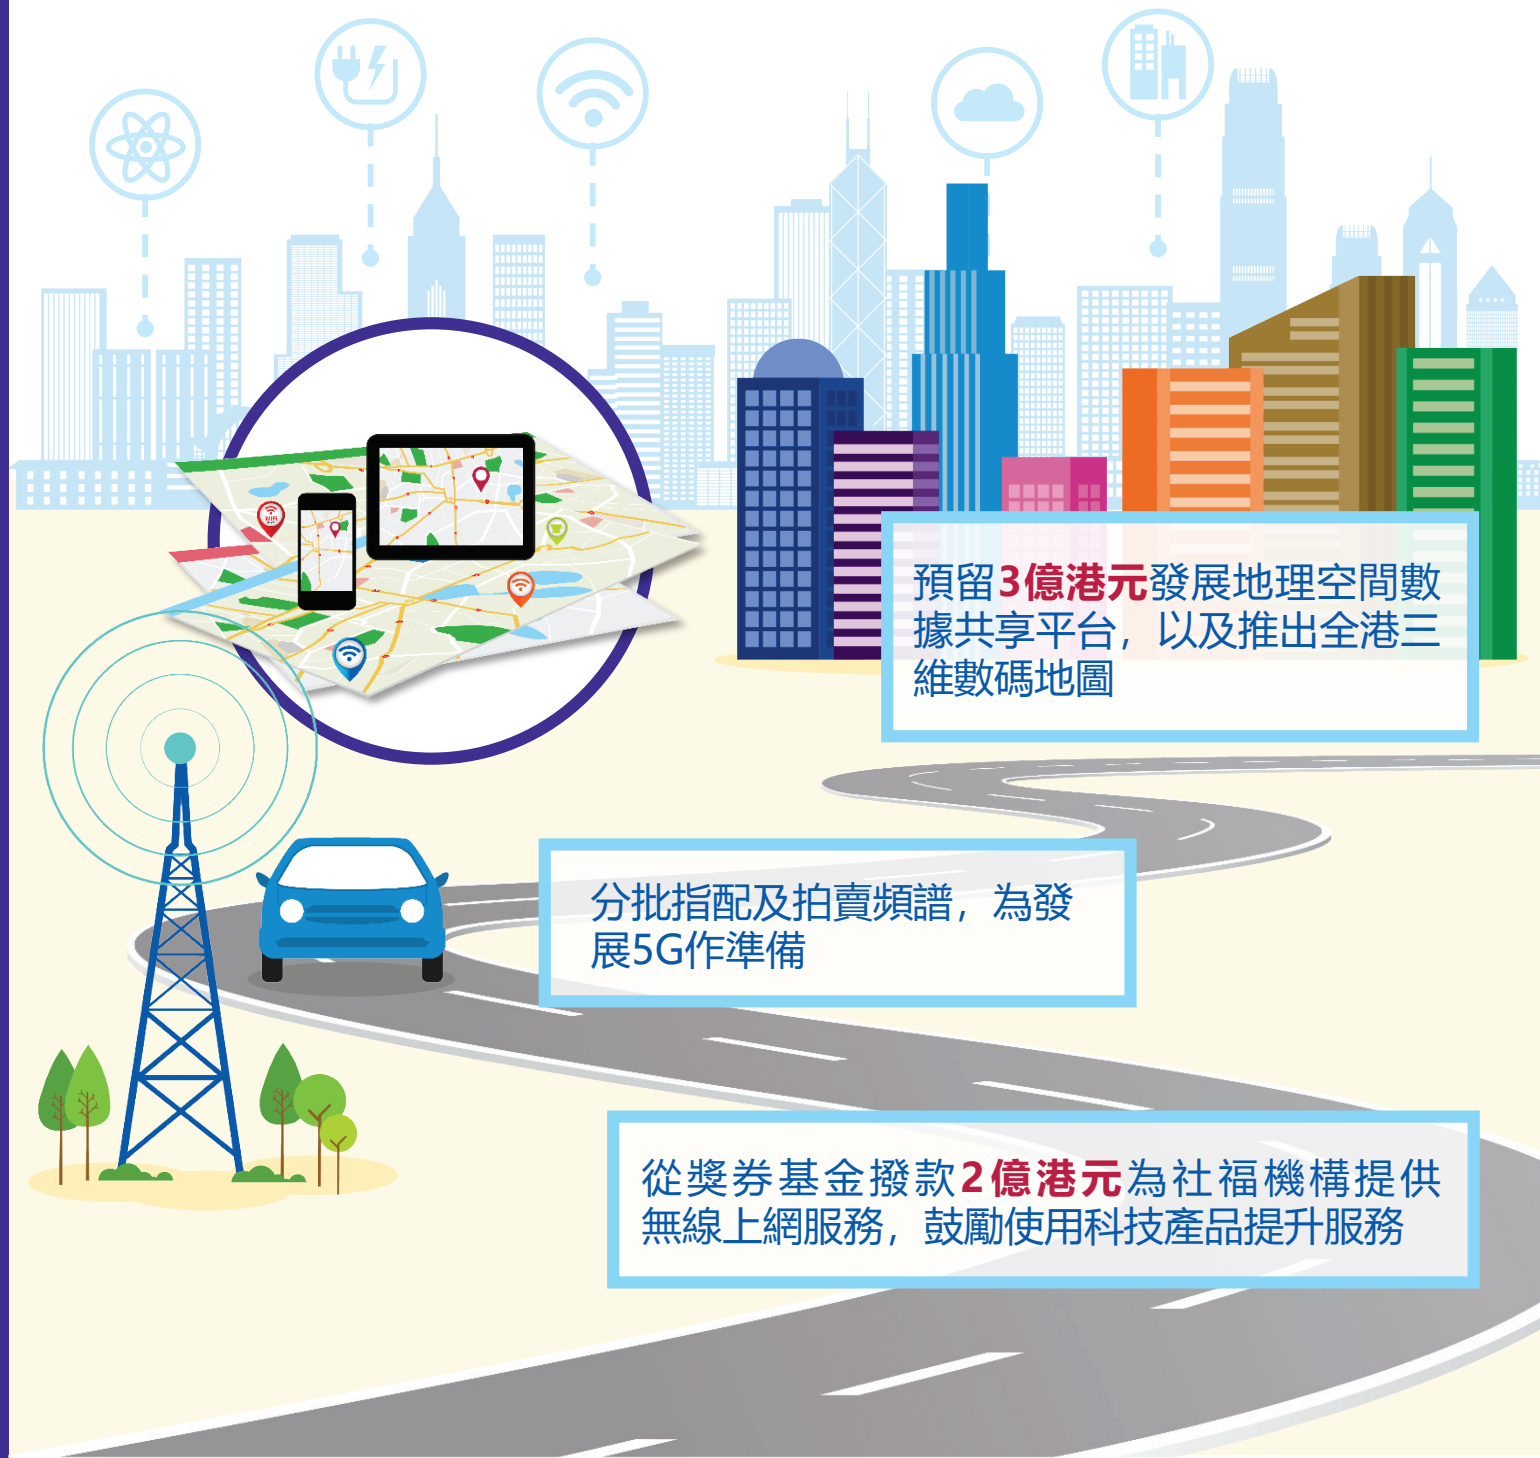 WiFi
預留3億港元發展地理空間數
據共享平台，以及推出全港三
維數碼地圖
分批指配及拍賣頻譜，為發
展5G作準備
從獎券基金撥款2億港元為社福機構提供
無線上網服務，鼓勵使用科技產品提升服務